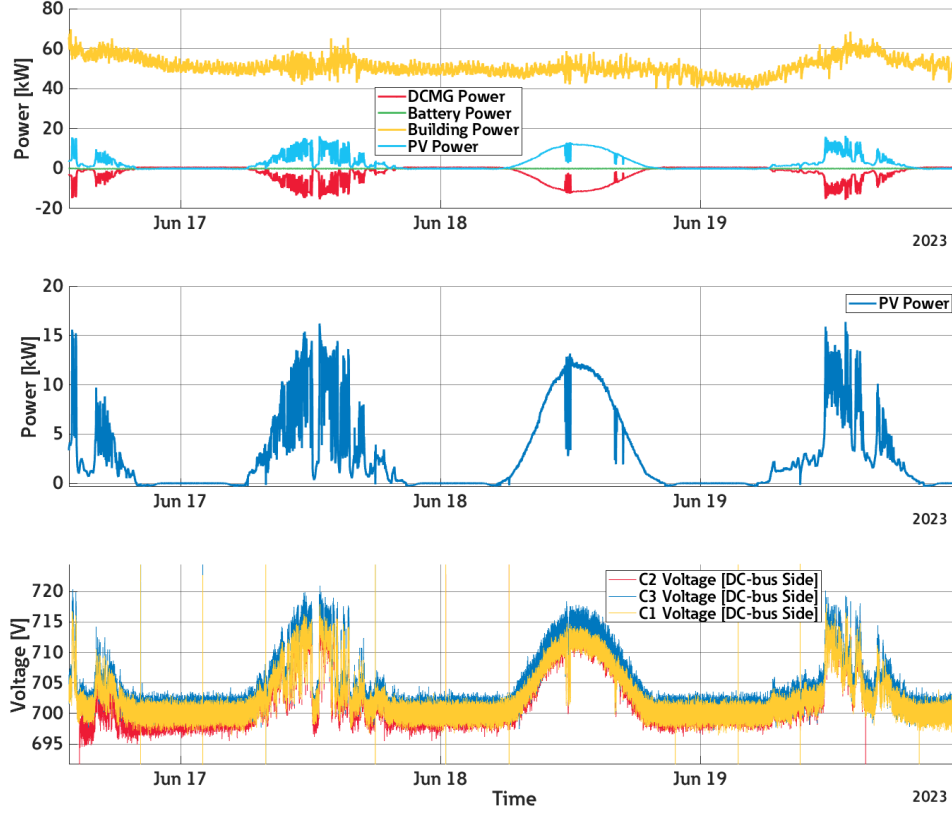 80
60
40
20
0
-20
Power [kW]
DCMG Power
Battery Power
Building Power
PV Power
Jun 17
Jun 18
Jun 19
2023
20
15
10
5
0
Power [kW]
PV Power
Jun 17
Jun 18
Jun 19
2023
720
715
710
705
700
695
Voltage [V]
C2 Voltage [DC-bus Side]
C3 Voltage [DC-bus Side]
C1 Voltage [DC-bus Side]
Jun 17
Jun 18
Jun 19
Time
2023